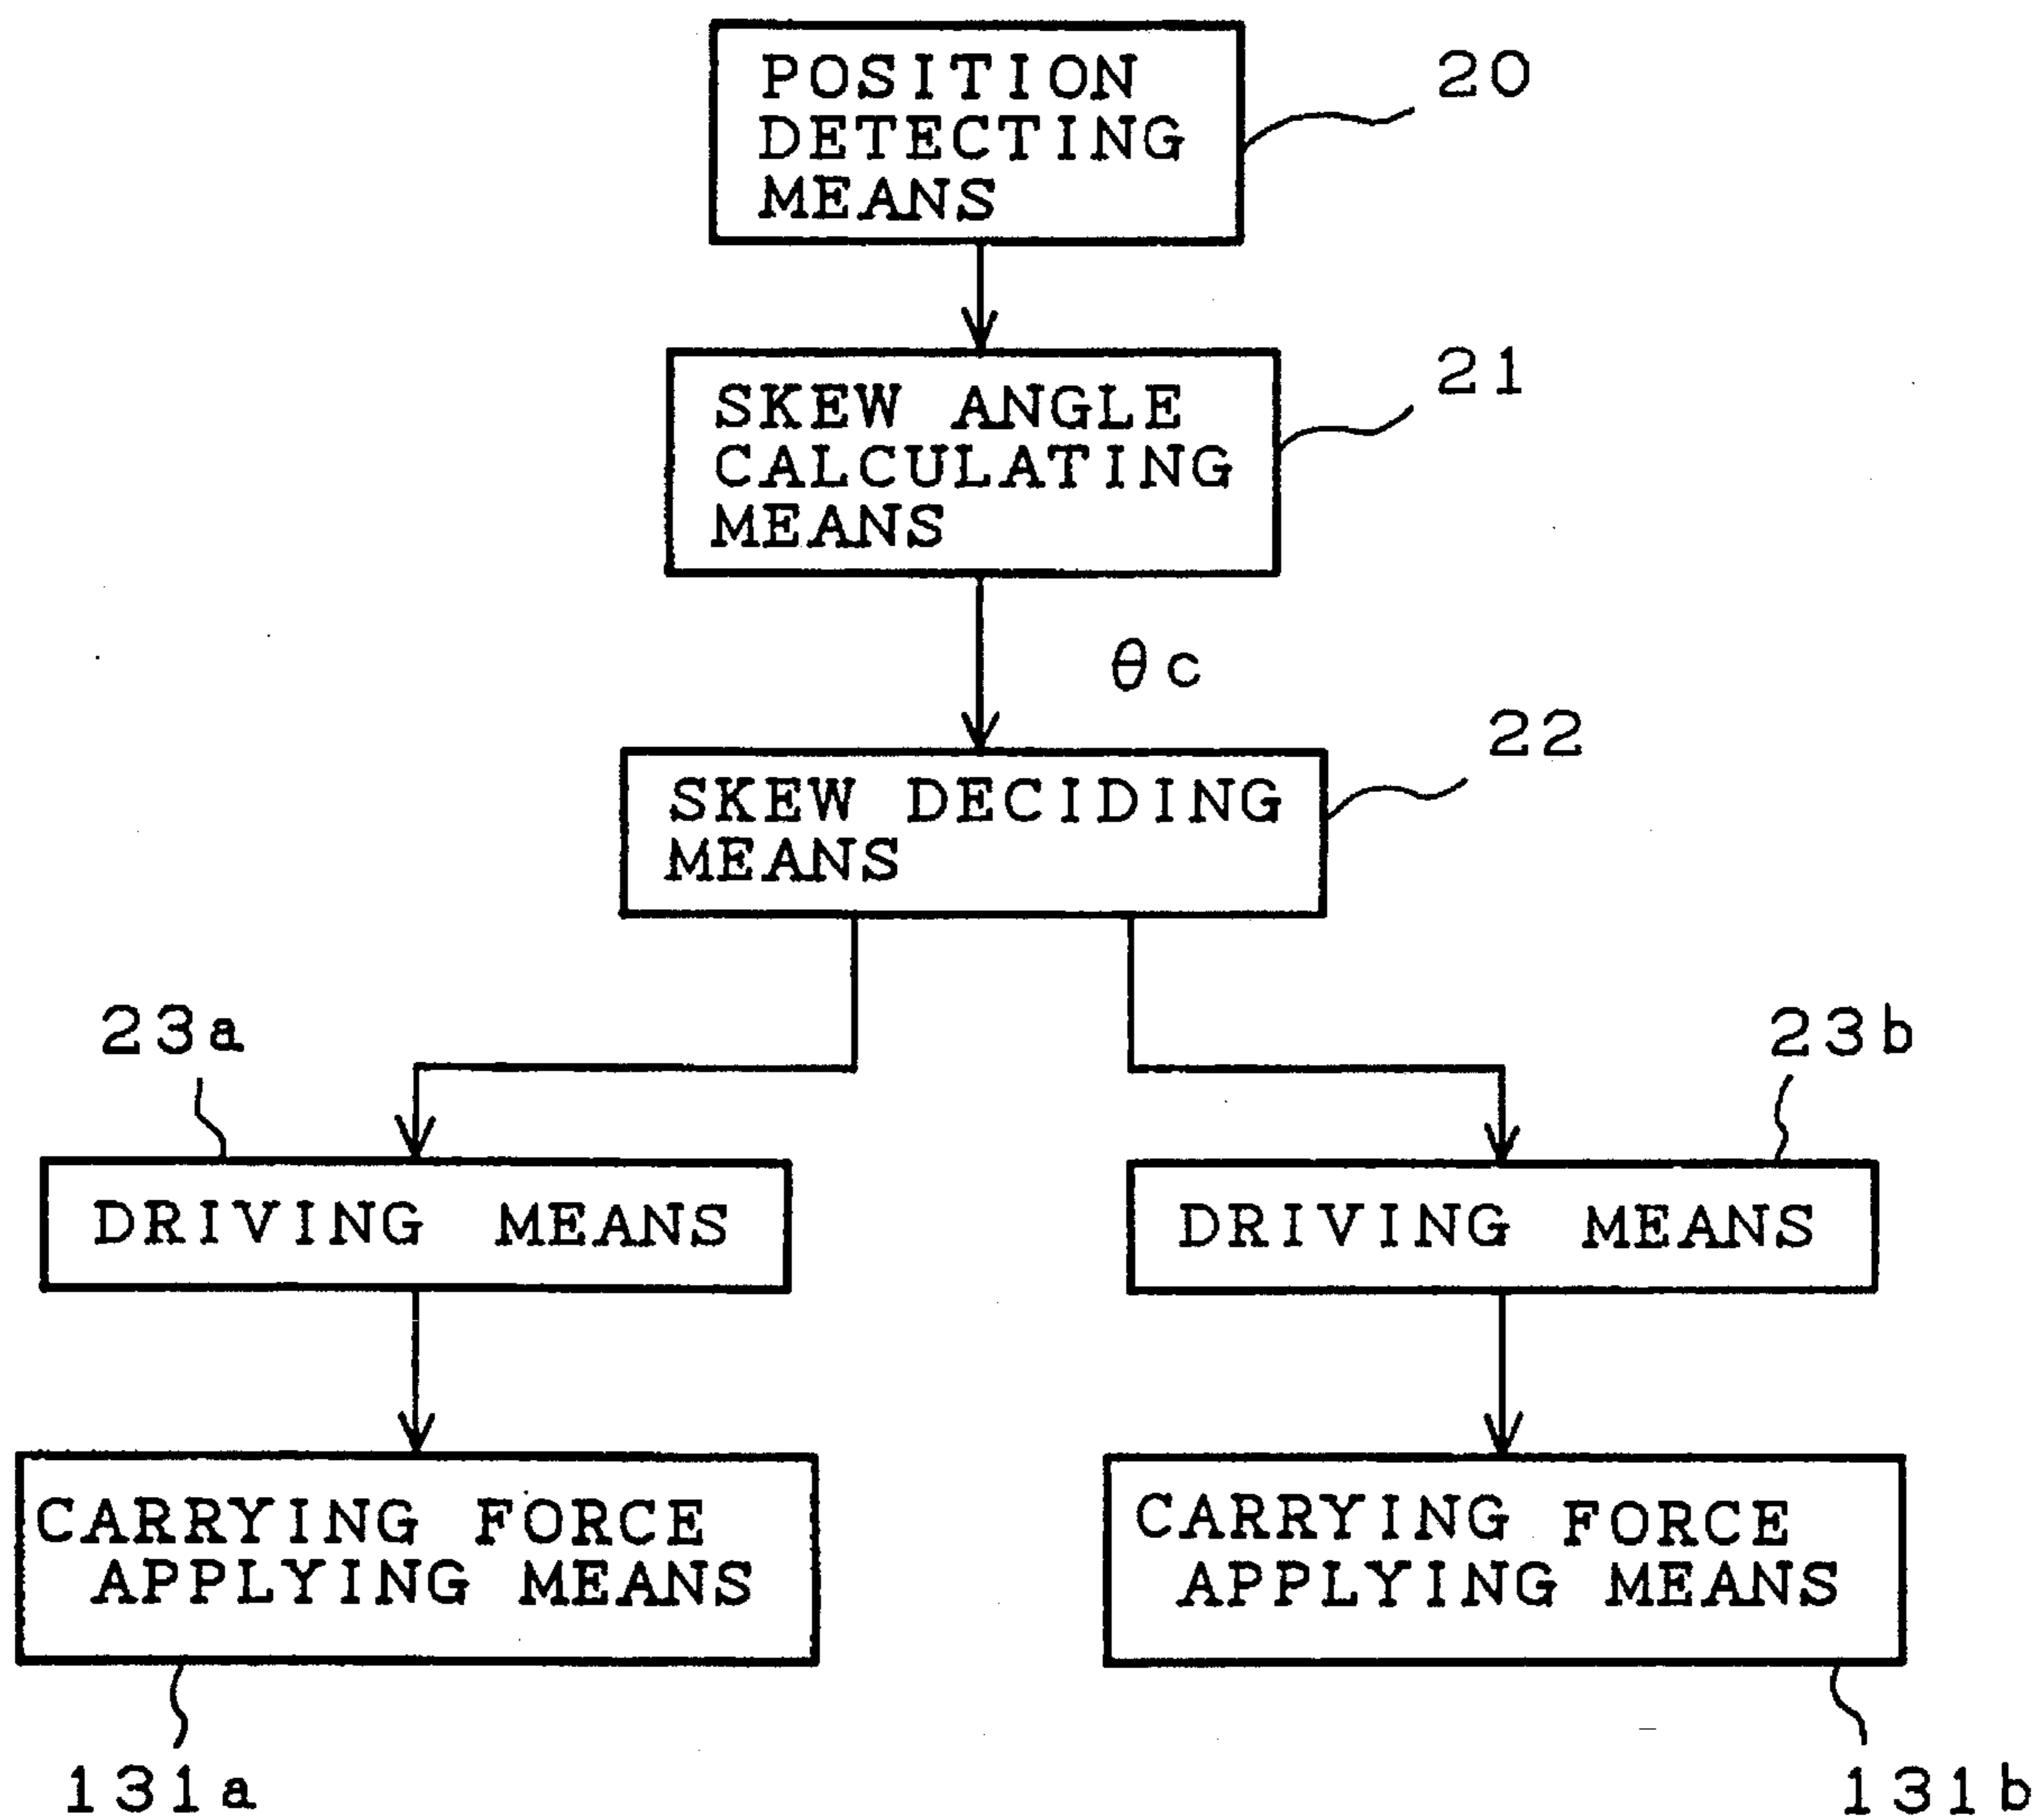 POSITION
DETECTING
MEANS
20
SKEW ANGLE
CALCULATING
MEANS
21
θc
SKEW DECIDING
MEANS
22
23a
23b
DRIVING MEANS
DRIVING MEANS
CARRYING FORCE
APPLYING MEANS
CARRYING FORCE
APPLYING MEANS
131a
131b